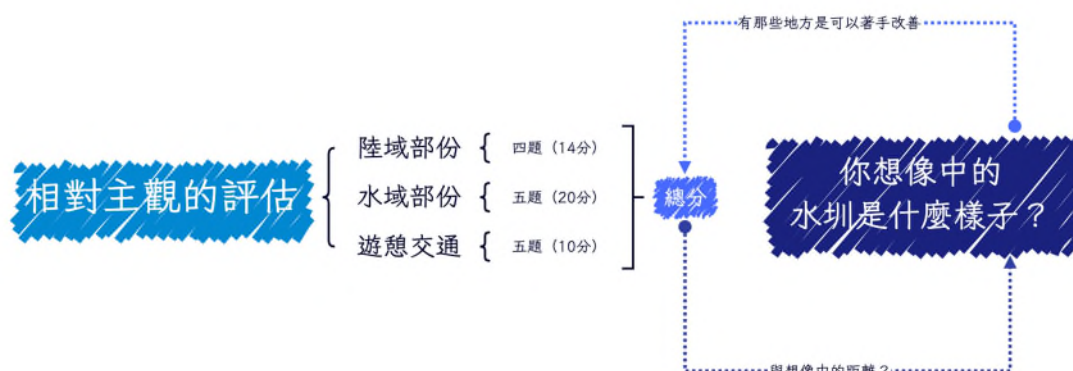 有那些地方是可以著手改善
相對主觀的評估
陸域部份 { 四題（14分）
水域部份 { 五題（20分）
遊憩交通 { 五題（10分）
總分
你想像中的
水圳是什麼樣子？
與想像中的距離？